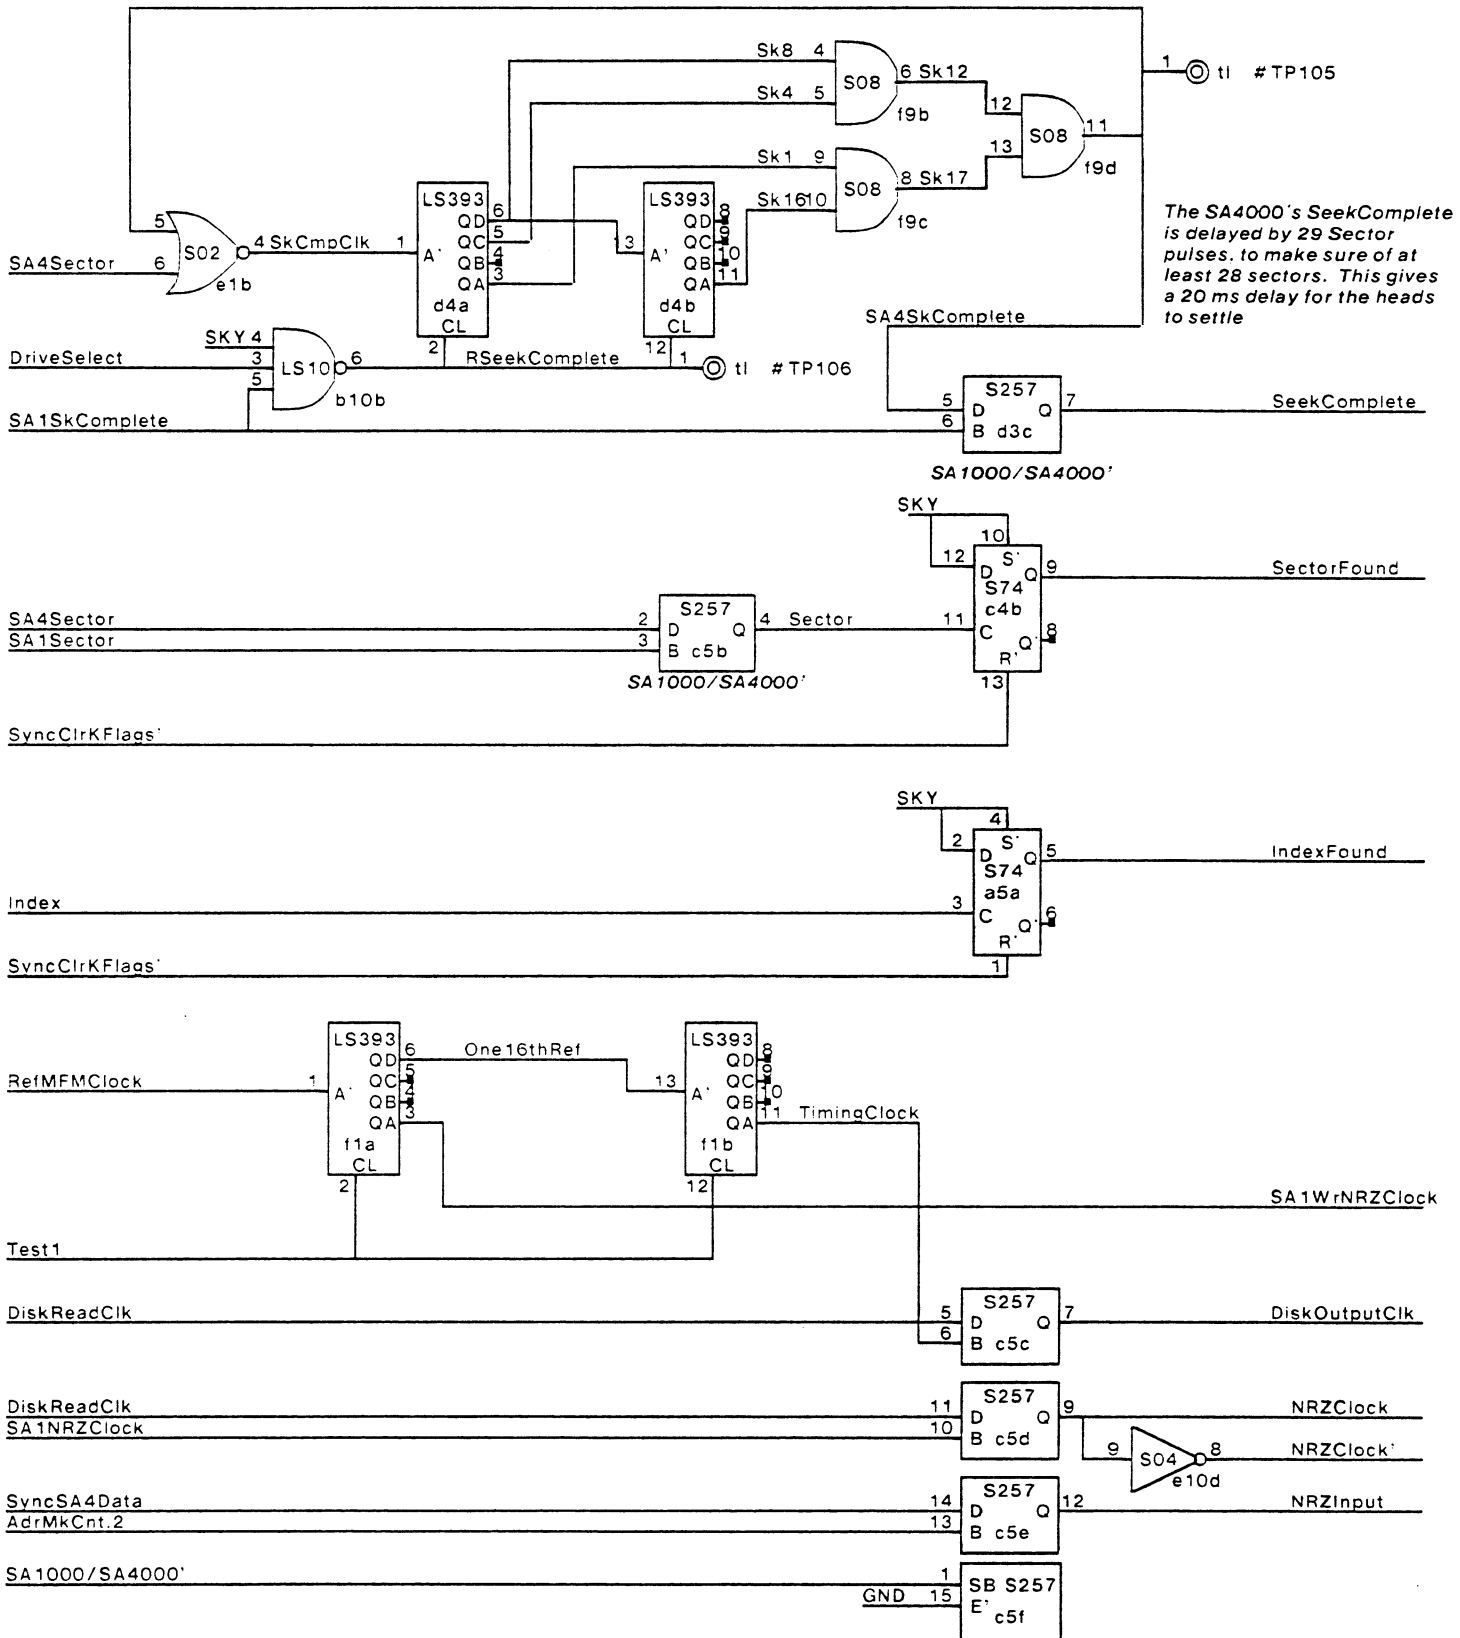 Sk8 4
S08
6 Sk12
Sk4 5
f9b
1 tl #TP105
12
S08
11
13
f9d
Sk1 9
S08
8 Sk17
Sk16 10
f9c
LS393
QD 6
QC 5
QB 4
QA 3
1 A'
d4a
CL
2
LS393
QD 8
QC 9
QB 10
QA 11
13 A'
d4b
CL
12
5
S02
4 SkCmpClk
SA4Sector 6
e1b
The SA4000's SeekComplete
is delayed by 29 Sector
pulses. to make sure of at
least 28 sectors. This gives
a 20 ms delay for the heads
to settle
SA4SkComplete
SKY 4
DriveSelect 3
LS10
6
RSeekComplete
1 tl #TP106
5
b10b
SA1SkComplete
S257
5 D Q 7 SeekComplete
6 B d3c
SA1000/SA4000'
SKY
10
12 D S' Q 9 SectorFound
S74
c4b
SA4Sector 2
SA1Sector 3
S257
D Q 4 Sector
B c5b
SA1000/SA4000'
11 C
Q' 8
R'
13
SyncClrKFlags'
SKY
4
2 D S' Q 5 IndexFound
S74
a5a
Index 3 C
Q' 6
R'
SyncClrKFlags' 1
LS393
QD 6 One16thRef
QC 5
QB 4
QA 3
RefMFMClock 1 A'
f1a
CL
2
LS393
QD 8
QC 9
QB 10
QA 11 TimingClock
13 A'
f1b
CL
12
SA1WrNRZClock
Test1
S257
DiskReadClk 5 D Q 7 DiskOutputClk
6 B c5c
S257
DiskReadClk 11 D Q 9 NRZClock
SA1NRZClock 10 B c5d
9 S04 8 NRZClock'
e10d
S257
SyncSA4Data 14 D Q 12 NRZInput
AdrMkCnt.2 13 B c5e
SA1000/SA4000' 1 SB S257
GND 15 E' c5f